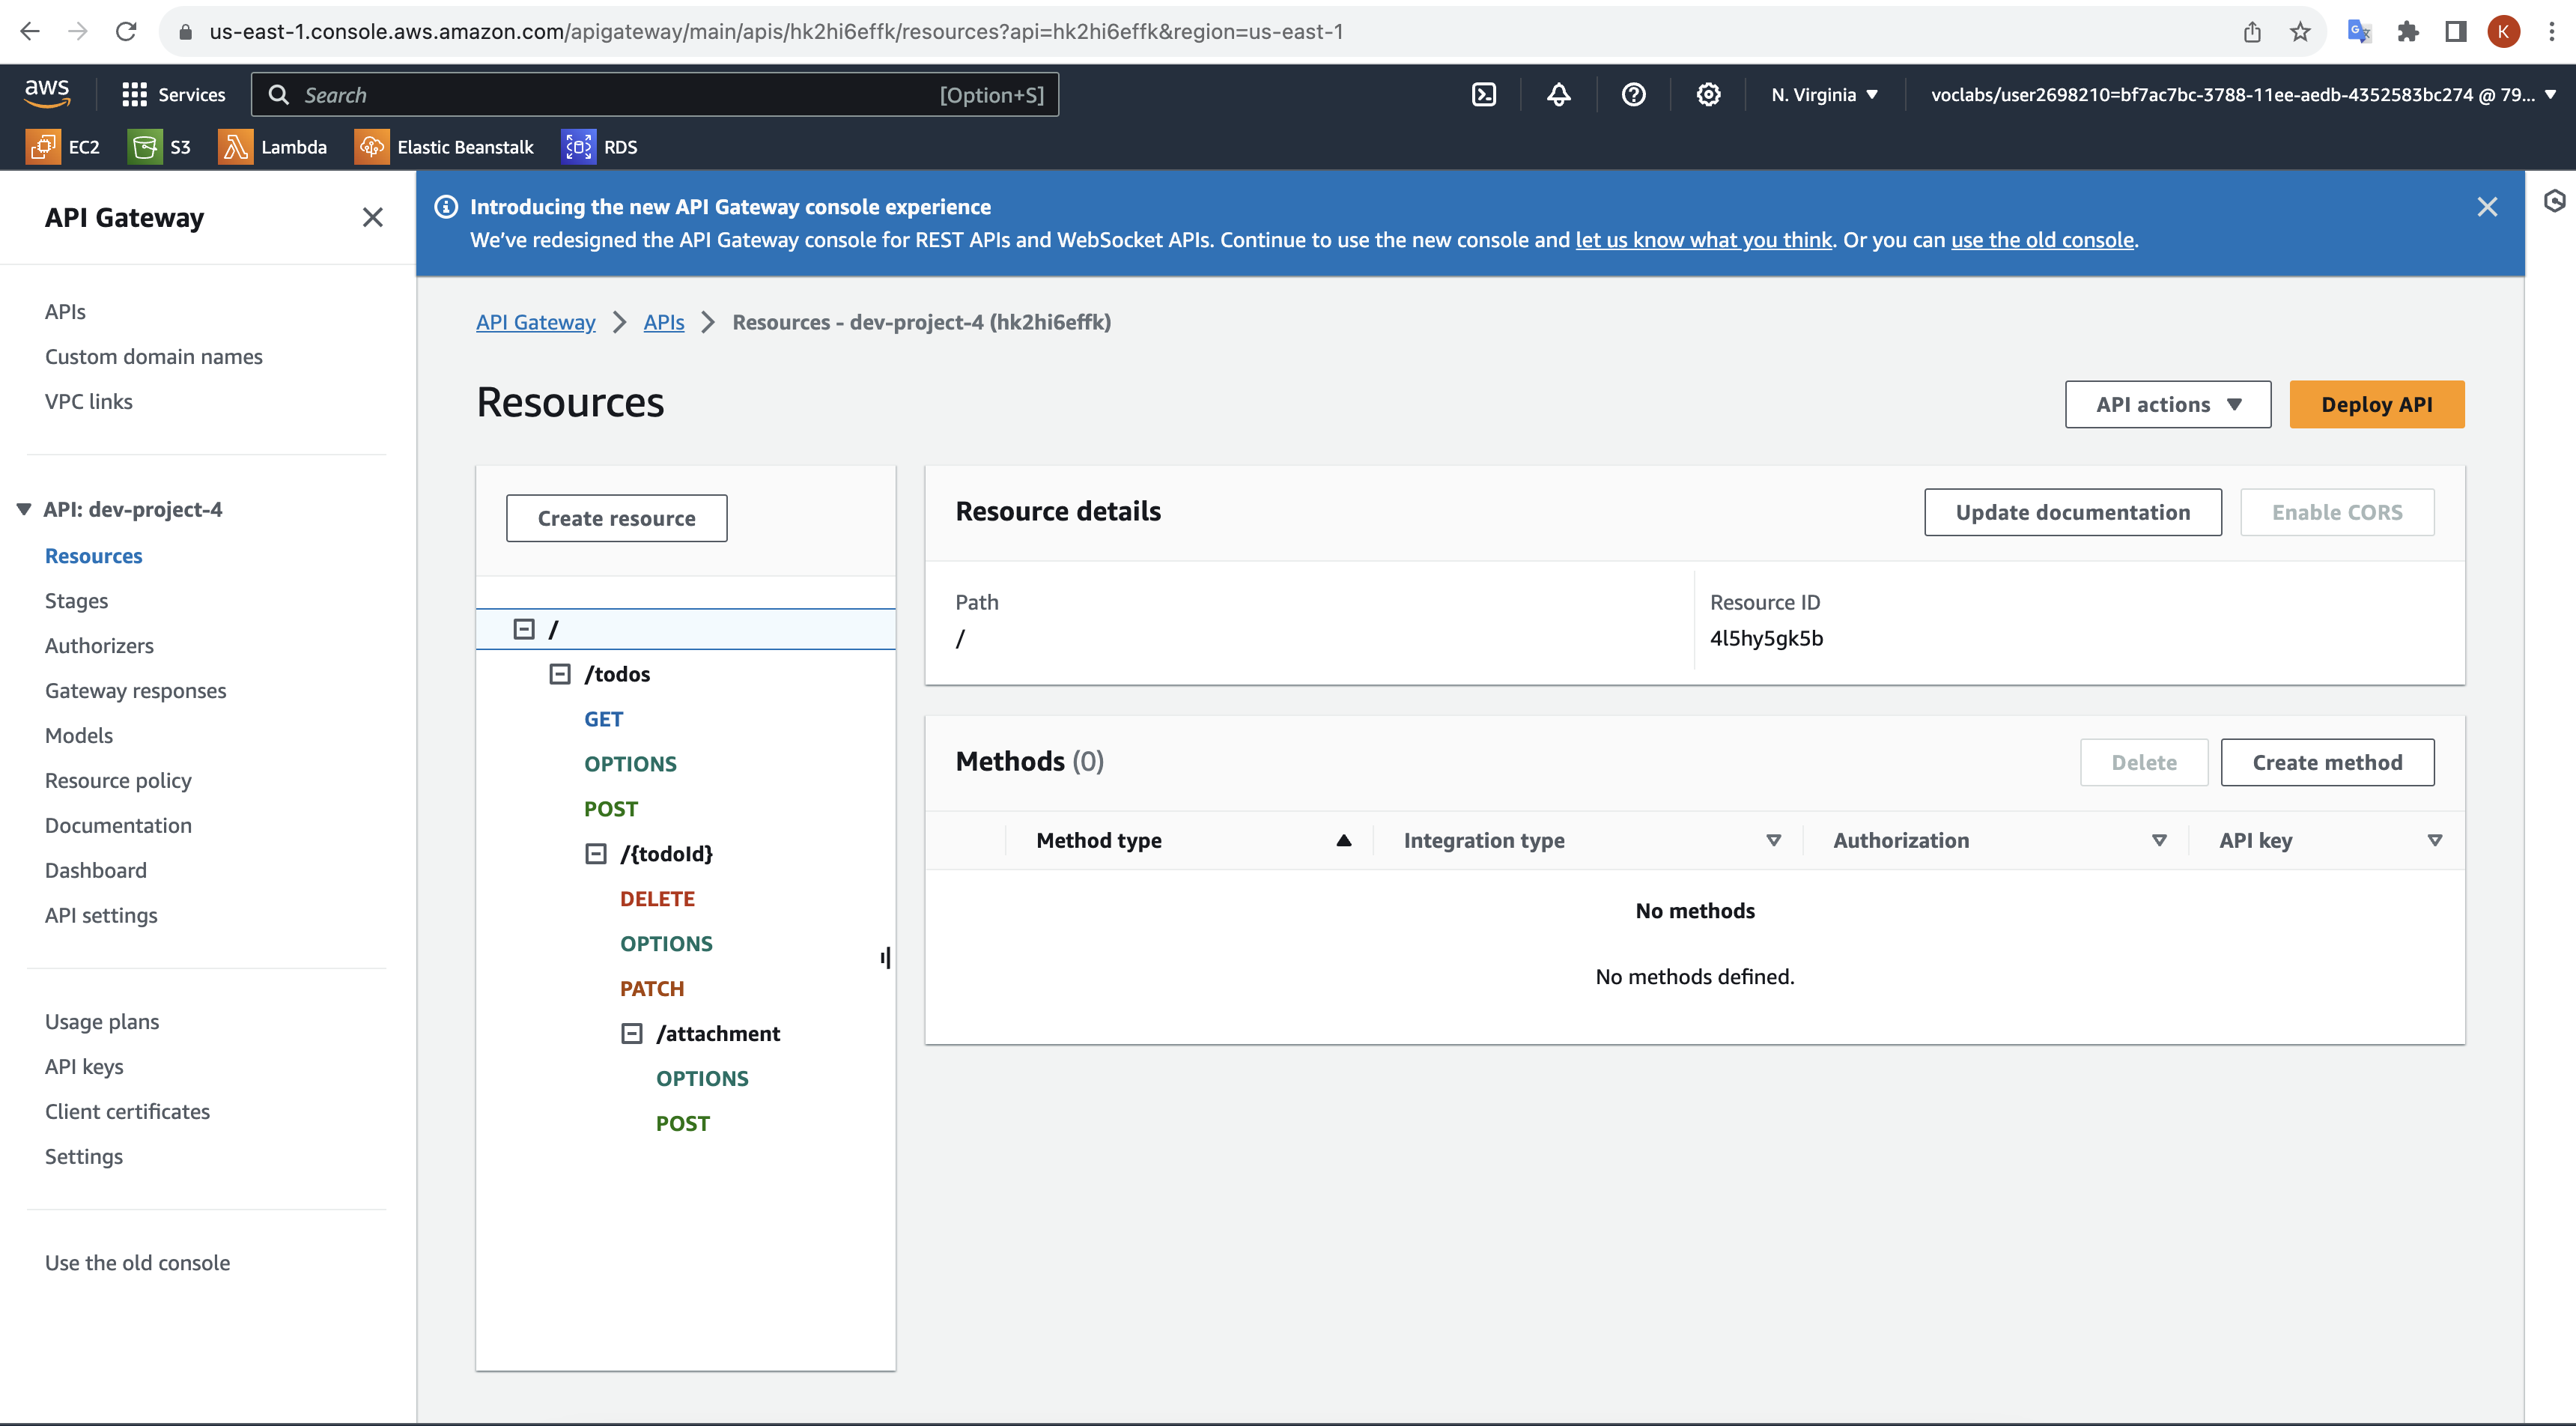 us-east-1.console.aws.amazon.com/apigateway/main/apis/hk2hi6effk/resources?api=hk2hi6effk&region=us-east-1
K
aws
Services
Search
[Option+S]
N. Virginia
voclabs/user2698210=bf7ac7bc-3788-11ee-aedb-4352583bc274 @ 79...
EC2
S3
Lambda
Elastic Beanstalk
RDS
API Gateway
APIs
Custom domain names
VPC links
API: dev-project-4
Resources
Stages
Authorizers
Gateway responses
Models
Resource policy
Documentation
Dashboard
API settings
Usage plans
API keys
Client certificates
Settings
Use the old console
Introducing the new API Gateway console experience
We've redesigned the API Gateway console for REST APIs and WebSocket APIs. Continue to use the new console and let us know what you think. Or you can use the old console.
API Gateway > APIs > Resources - dev-project-4 (hk2hi6effk)
Resources
API actions
Deploy API
Create resource
/
/todos
GET
OPTIONS
POST
/{todoId}
DELETE
OPTIONS
PATCH
/attachment
OPTIONS
POST
Resource details
Update documentation
Enable CORS
Path
/
Resource ID
4l5hy5gk5b
Methods (0)
Delete
Create method
Method type
Integration type
Authorization
API key
No methods
No methods defined.